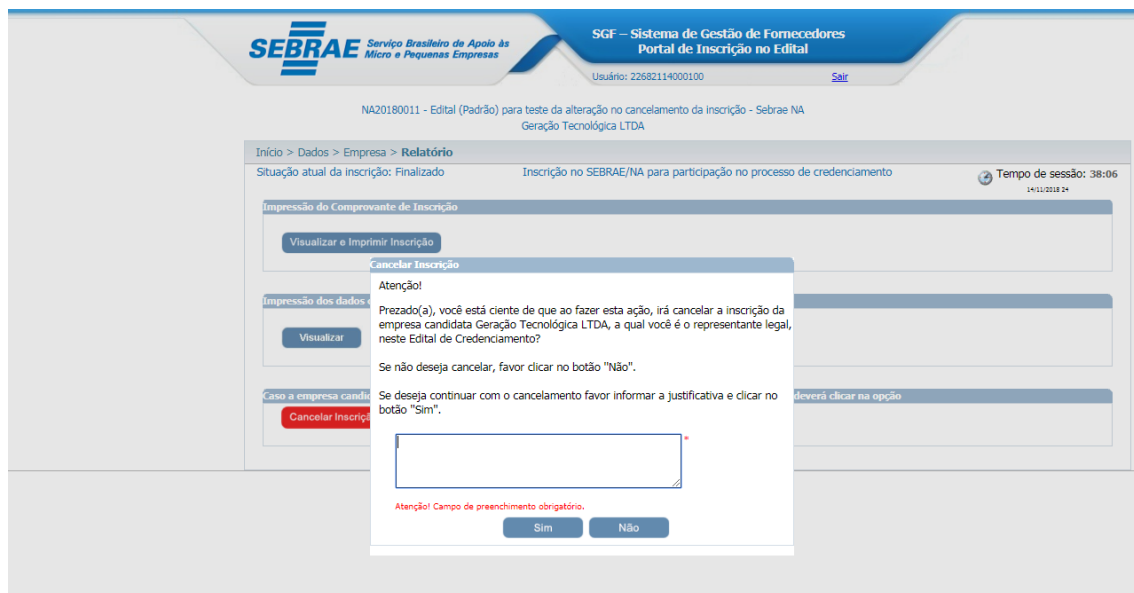 SGF – Sistema de Gestão de Fornecedores
Portal de Inscrição no Edital
SEBRAE
Serviço Brasileiro de Apoio às
Micro e Pequenas Empresas
Usuário: 22682114000100 Sair
NA20180011 - Edital (Padrão) para teste da alteração no cancelamento da inscrição - Sebrae NA
Geração Tecnológica LTDA
Início > Dados > Empresa > Relatório
Situação atual da inscrição: Finalizado Inscrição no SEBRAE/NA para participação no processo de credenciamento Tempo de sessão: 38:06
14/11/2018 24
Impressão do Comprovante de Inscrição
Visualizar e Imprimir Inscrição
Cancelar Inscrição
Atenção!
Prezado(a), você está ciente de que ao fazer esta ação, irá cancelar a inscrição da
empresa candidata Geração Tecnológica LTDA, a qual você é o representante legal,
neste Edital de Credenciamento?
Se não deseja cancelar, favor clicar no botão "Não".
Se deseja continuar com o cancelamento favor informar a justificativa e clicar no
botão "Sim".
*
Atenção! Campo de preenchimento obrigatório.
Sim Não
Impressão dos dados
Visualizar
Caso a empresa deverá clicar na opção
Cancelar